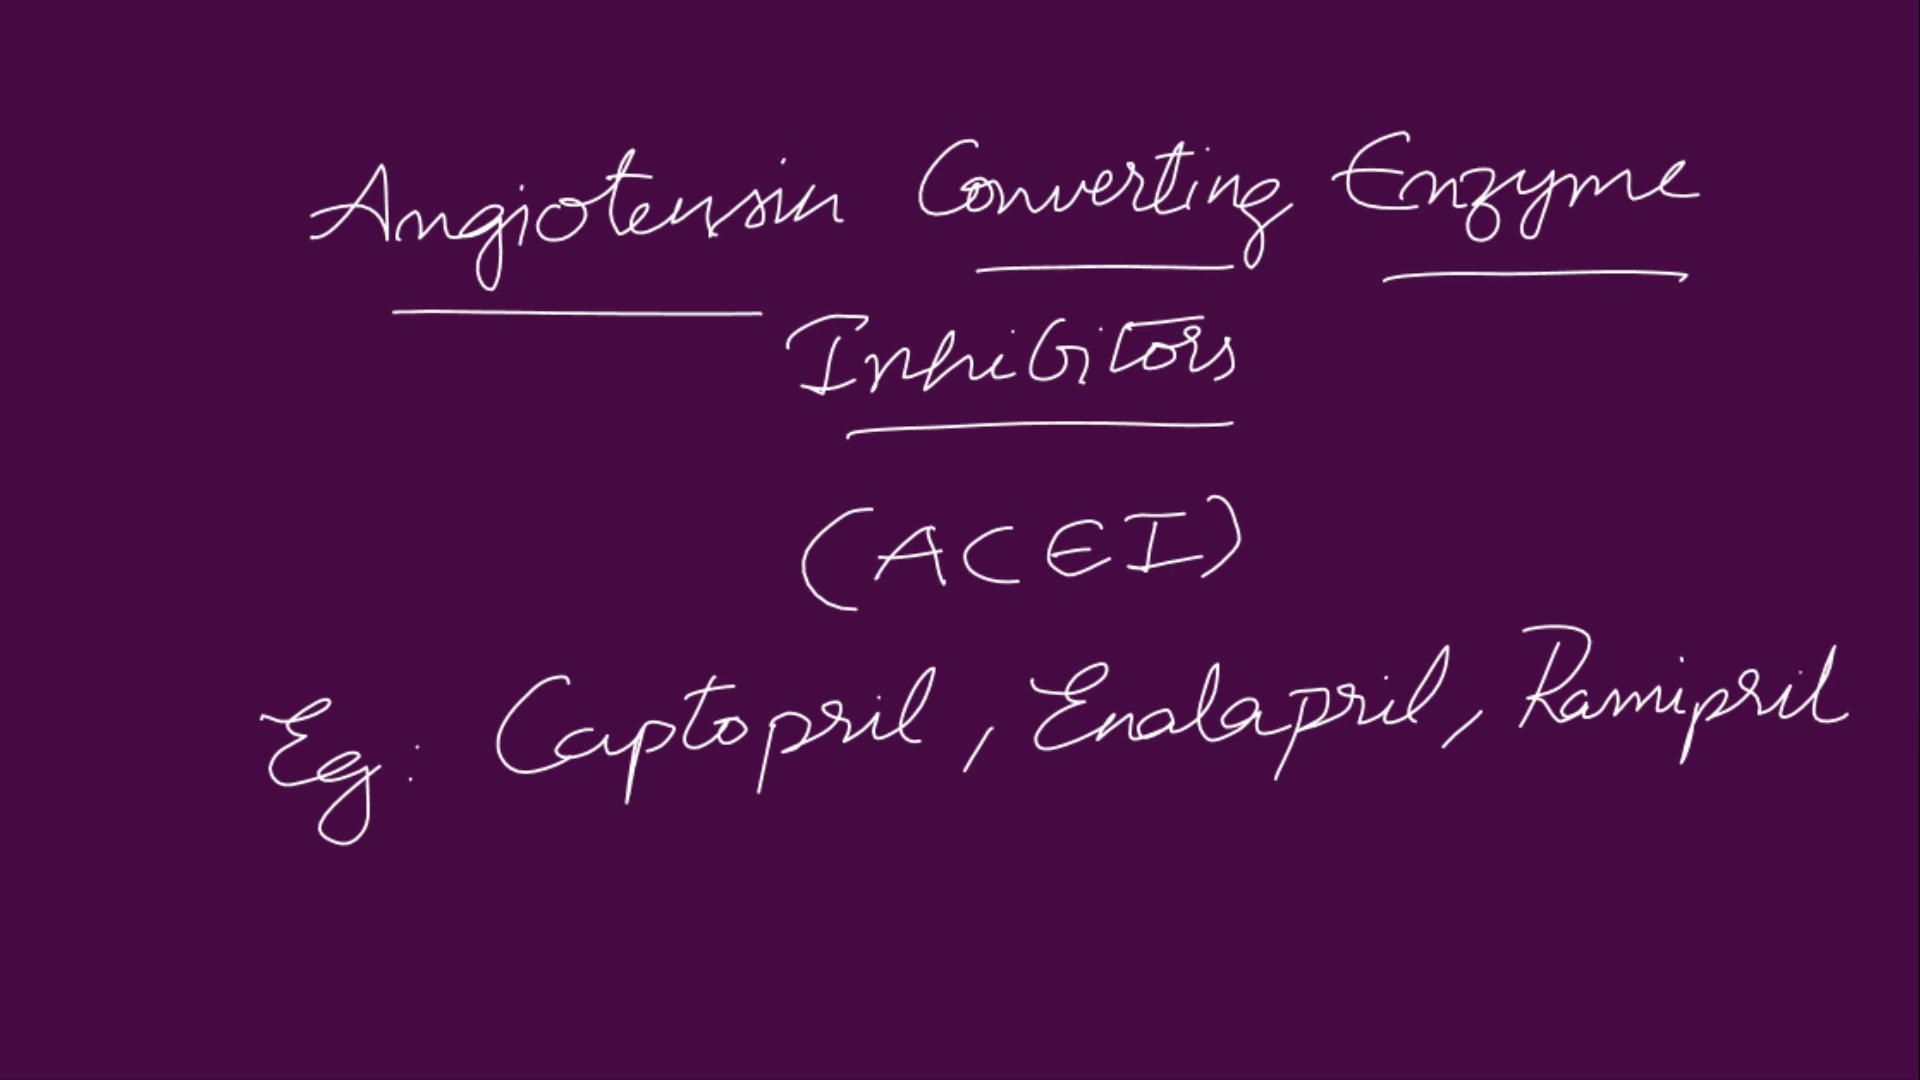 Angiotensin Converting Enzyme
Inhibitors
(ACEI)
Eg: Captopril, Enalapril, Ramipril